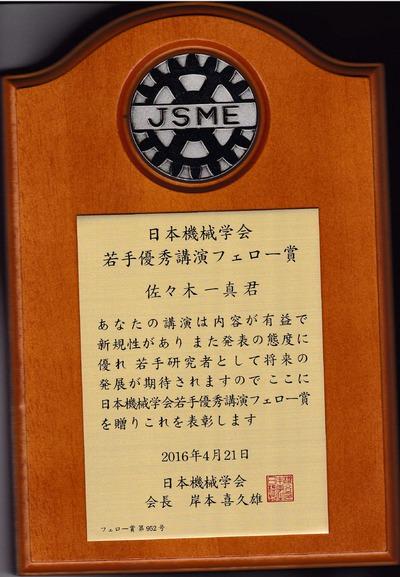 JSME
日本機械学会
若手優秀講演フェロー賞
佐々木 一真 君
あなたの講演は内容が有益で
新規性があり また発表の態度に
優れ 若手研究者として将来の
発展が期待されますので ここに
日本機械学会若手優秀講演フェロー賞
を贈りこれを表彰します
2016年4月21日
日本機械学会
会長 岸本 喜久雄
フェロー賞 第 952 号